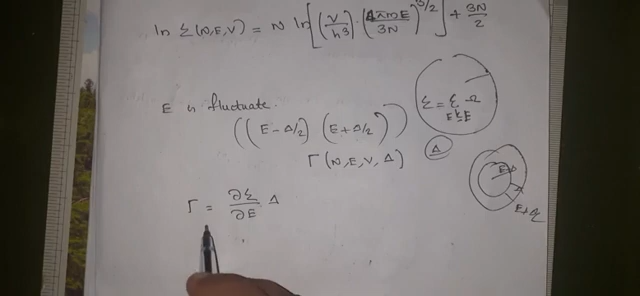 ln Σ(N,E,V) = N ln[(V/h³)·(4πmE/3N)^3/2] + 3N/2
E is fluctuate.
Σ = Σ Ω
E'≤E
((E-Δ/2) (E+Δ/2))
Γ(N,E,V,Δ)
Δ
Δ
Γ = ∂Σ/∂E Δ